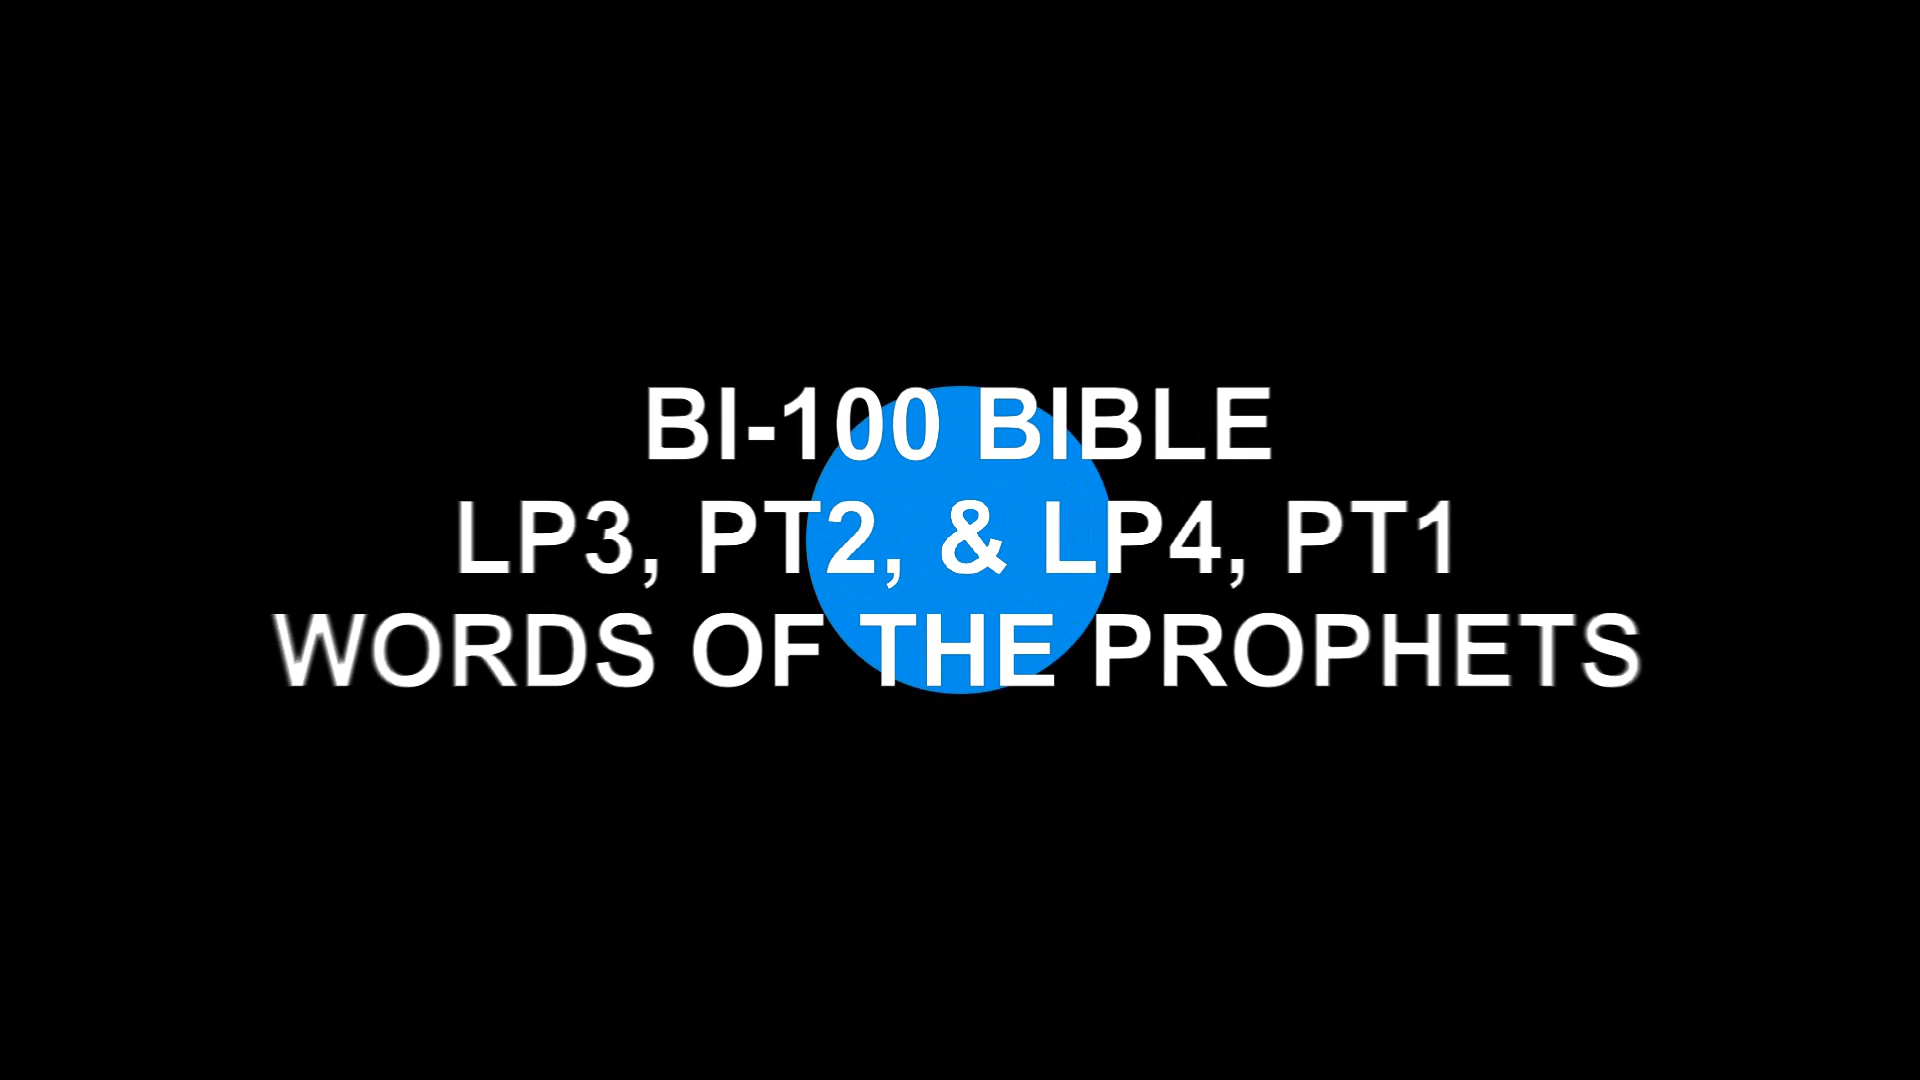 BI-100 BIBLE
LP3, PT2, & LP4, PT1
WORDS OF THE PROPHETS